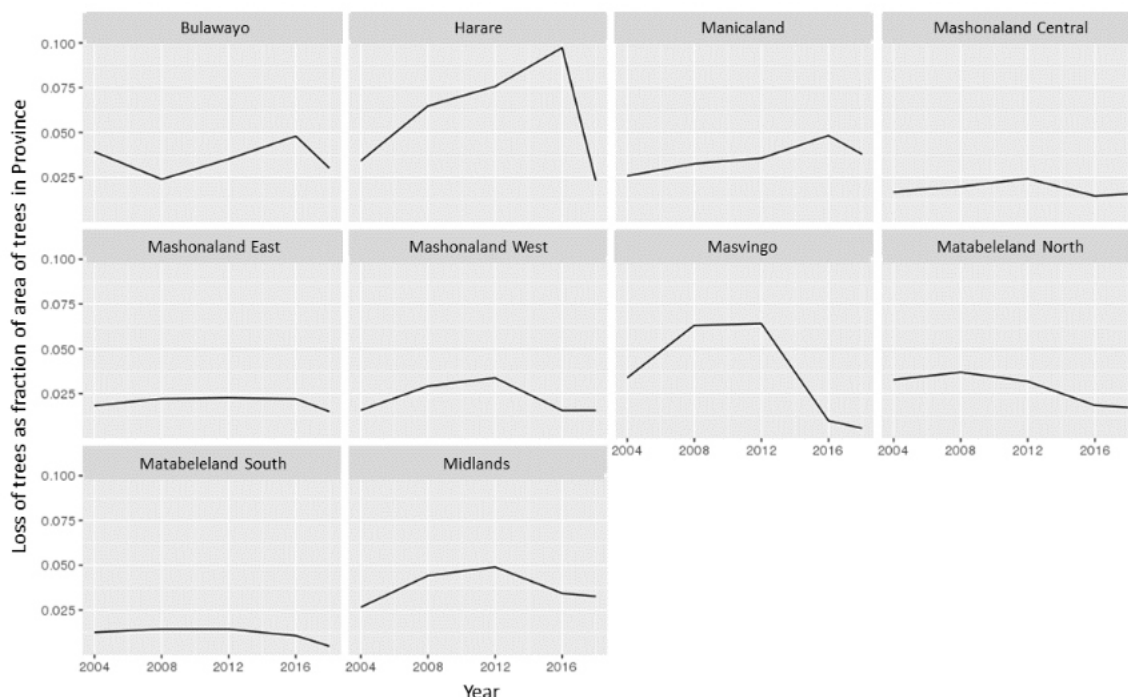 Loss of trees as fraction of area of trees in Province
Bulawayo Harare Manicaland Mashonaland Central
0.100
0.075
0.050
0.025
Mashonaland East Mashonaland West Masvingo Matabeleland North
0.100
0.075
0.050
0.025
2004 2008 2012 2016 2004 2008 2012 2016
Matabeleland South Midlands
0.100
0.075
0.050
0.025
2004 2008 2012 2016 2004 2008 2012 2016
Year